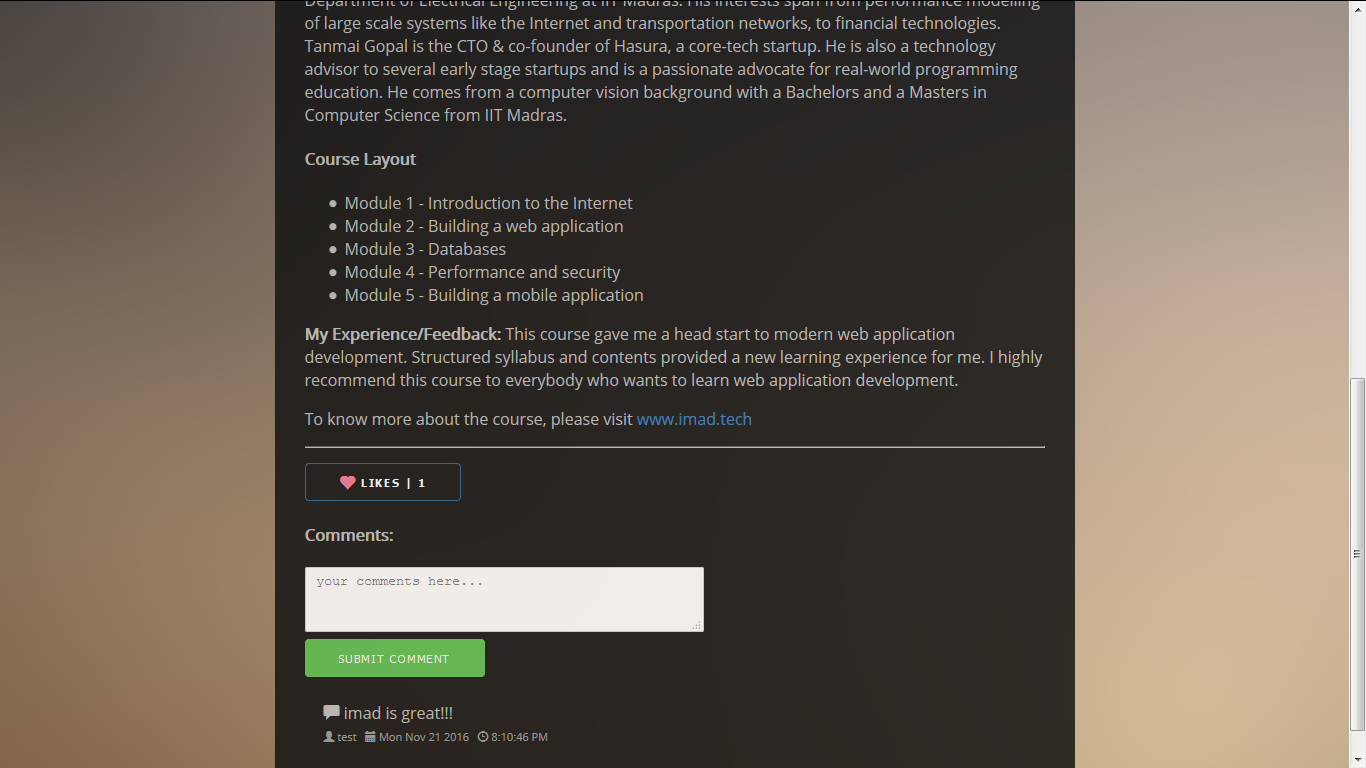 Department of Electrical Engineering at IIT Madras. His interests span from performance modelling
of large scale systems like the Internet and transportation networks, to financial technologies.
Tanmai Gopal is the CTO & co-founder of Hasura, a core-tech startup. He is also a technology
advisor to several early stage startups and is a passionate advocate for real-world programming
education. He comes from a computer vision background with a Bachelors and a Masters in
Computer Science from IIT Madras.
Course Layout
Module 1 - Introduction to the Internet
Module 2 - Building a web application
Module 3 - Databases
Module 4 - Performance and security
Module 5 - Building a mobile application
My Experience/Feedback: This course gave me a head start to modern web application
development. Structured syllabus and contents provided a new learning experience for me. I highly
recommend this course to everybody who wants to learn web application development.
To know more about the course, please visit www.imad.tech
LIKES | 1
Comments:
your comments here...
SUBMIT COMMENT
imad is great!!!
test Mon Nov 21 2016 8:10:46 PM